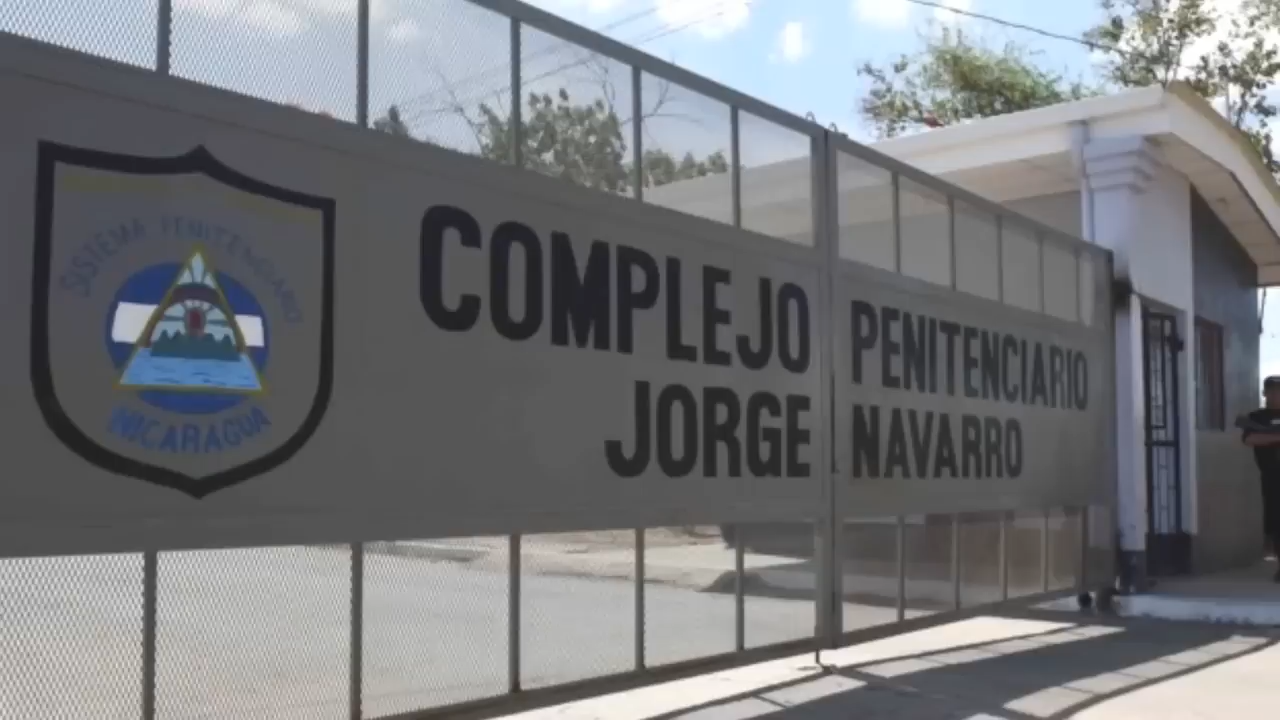 SISTEMA PENITENCIARIO
NICARAGUA
COMPLEJO PENITENCIARIO
JORGE NAVARRO